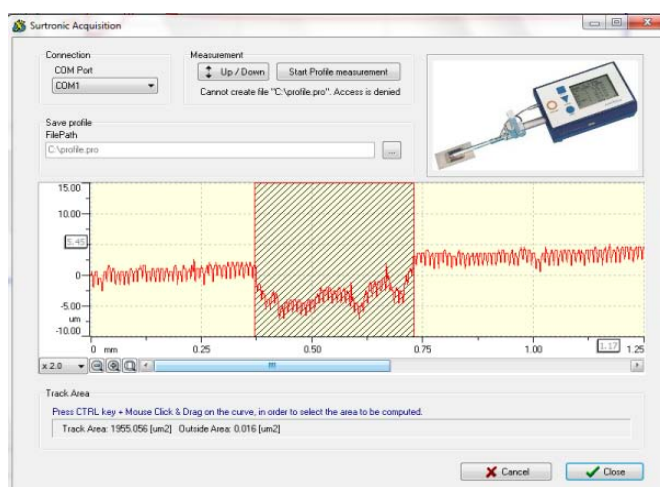 Surtronic Acquisition
Connection
COM Port
COM1
Measurement
Up / Down
Start Profile measurement
Cannot create file "C:\profile.pro". Access is denied
Save profile
FilePath
C:\profile.pro
...
15.00
10.00
5.45
0
-5.00
um
-10.00
0 mm 0.25 0.50 0.75 1.00 1.17 1.25
x 2.0
Track Area
Press CTRL key + Mouse Click & Drag on the curve, in order to select the area to be computed.
Track Area: 1955.056 [um2] Outside Area: 0.016 [um2]
Cancel
Close